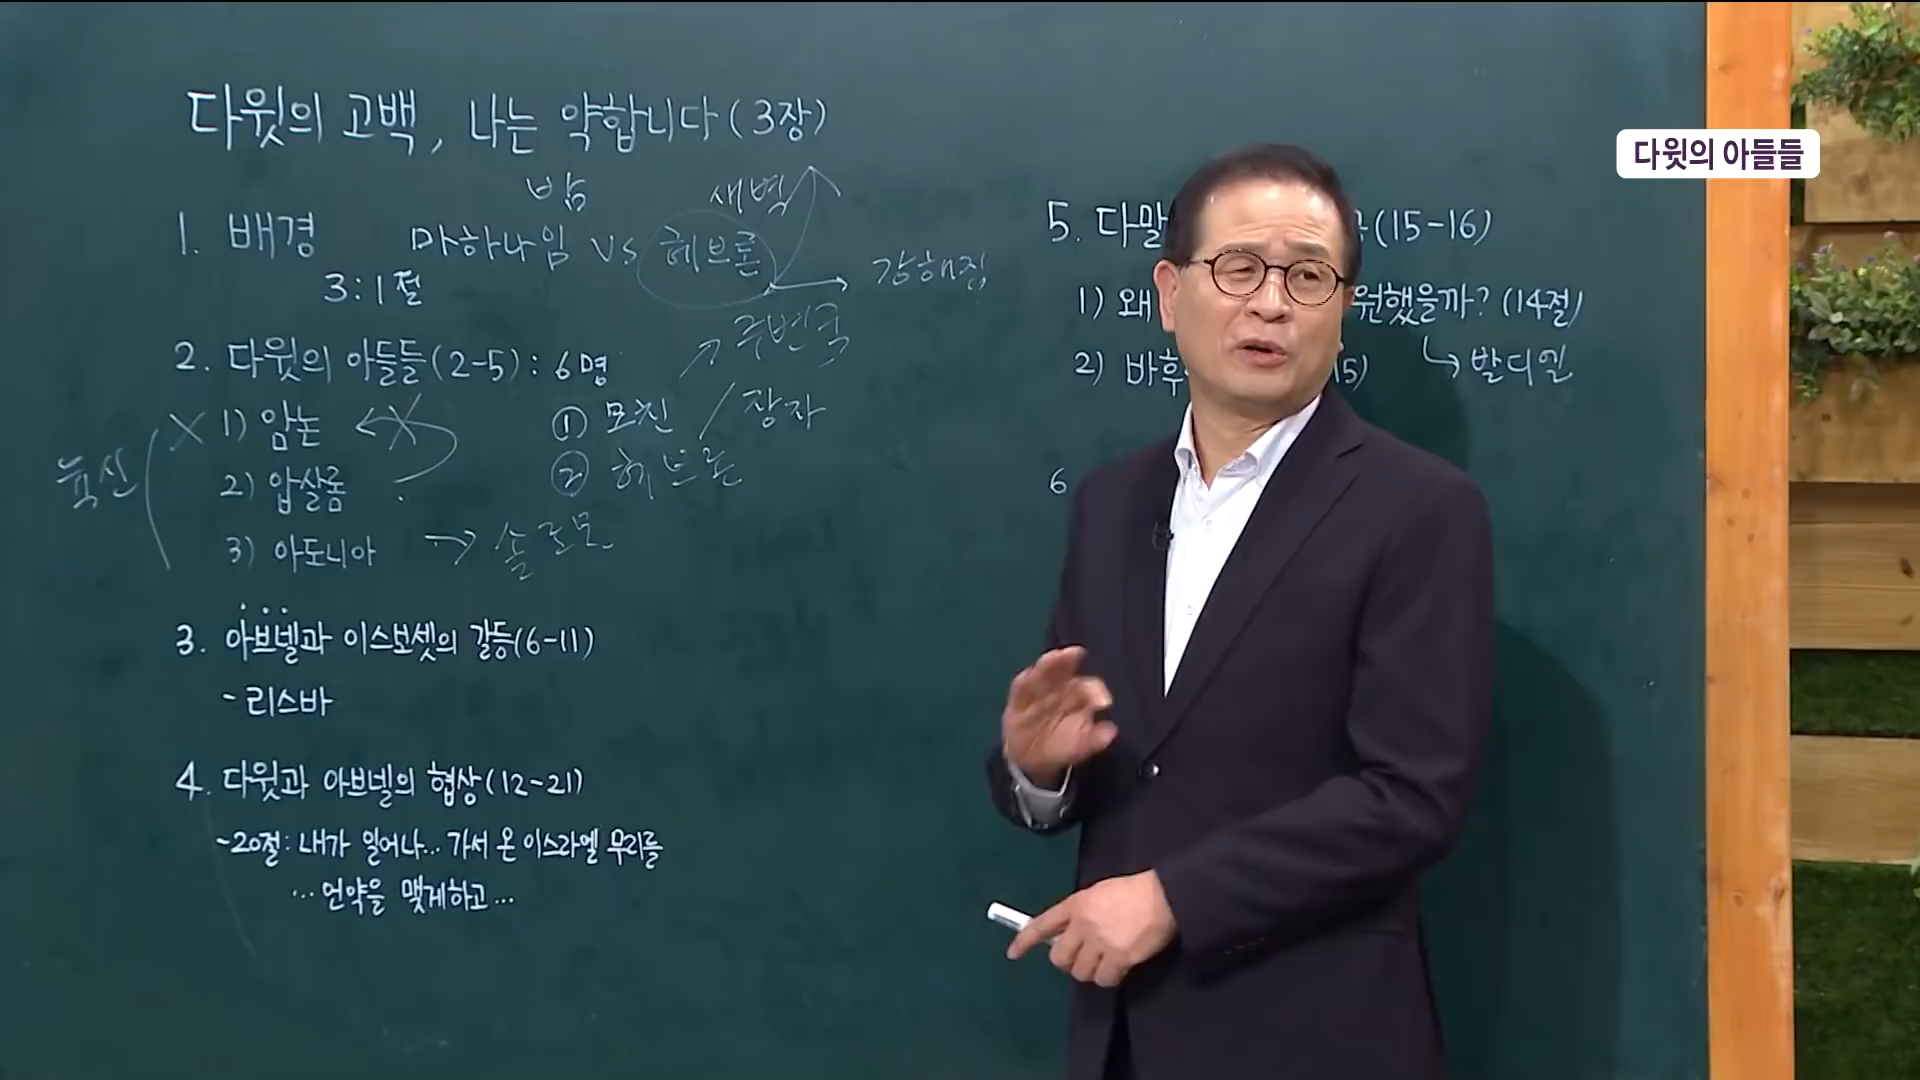 다윗의 고백, 나는 약합니다 (3장)
밤 새벽
1. 배경 마하나임 VS 헤브론 강해짐
3:1절
주변국
2. 다윗의 아들들 (2-5) : 6명
1) 암논 ① 모친 / 장자
2) 압살롬 ② 헤브론
3) 아도니아 → 솔로몬
3. 아브넬과 이스보셋의 갈등(6-11)
- 리스바
4. 다윗과 아브넬의 협상(12-21)
-20절: 내가 일어나... 가서 온 이스라엘 무리를
... 언약을 맺게하고...
다윗의 아들들
5. 다말 (15-16)
1) 왜 원했을까? (14절)
2) 바후 15) ↳ 발디엘
6